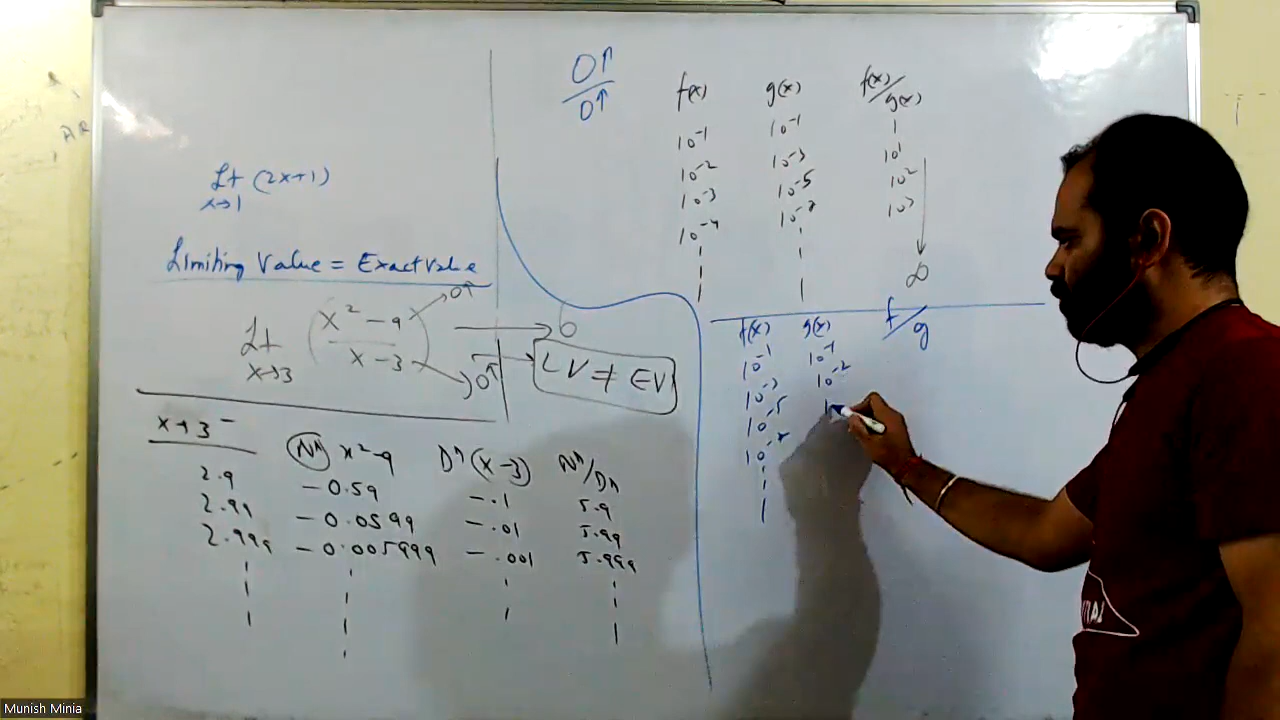 Lt (2x+1)
x→1
Limiting Value = Exact Value
Lt (x² - 9 / x - 3) → 6
x→3
0↑
0↑
LV ≠ EV
x→3⁻
Nʳ x²-9 Dʳ (x-3) Nʳ/Dʳ
2.9 -0.59 -.1 5.9
2.99 -0.0599 -.01 5.99
2.999 -0.005999 -.001 5.999
0↑/0↑
f(x) g(x) f(x)/g(x)
10⁻¹ 10⁻¹ 1
10⁻² 10⁻³ 10¹
10⁻³ 10⁻⁵ 10²
10⁻⁴ 10⁻⁷ 10³
∞
f(x) g(x) f/g
10⁻¹ 10⁻¹
10⁻³ 10⁻²
10⁻⁵ 1
10⁻⁷
Munish Minia